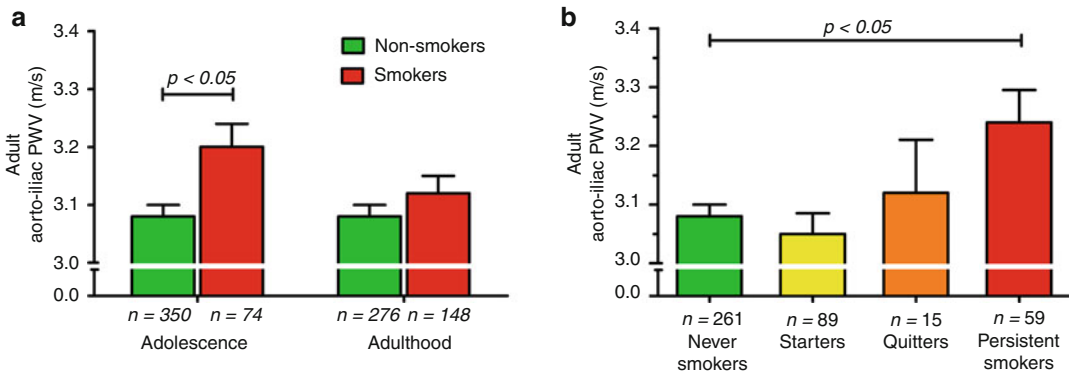 a
Adult
aorto-iliac PWV (m/s)
3.4
3.3
3.2
3.1
3.0
0.0
p < 0.05
Non-smokers
Smokers
n = 350 n = 74
n = 276 n = 148
Adolescence
Adulthood
b
Adult
aorto-iliac PWV (m/s)
3.4
3.3
3.2
3.1
3.0
0.0
p < 0.05
n = 261
Never
smokers
n = 89
Starters
n = 15
Quitters
n = 59
Persistent
smokers